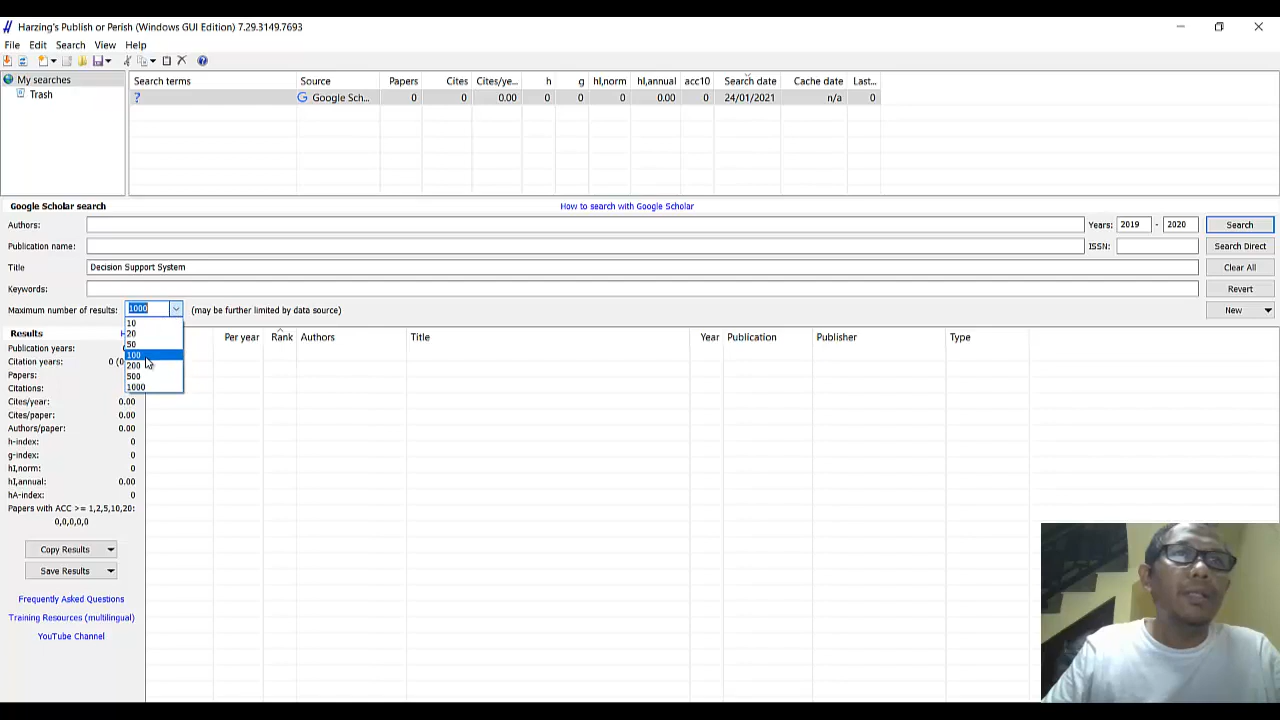 Harzing's Publish or Perish (Windows GUI Edition) 7.29.3149.7693
File Edit Search View Help
My searches
Trash
Search terms Source Papers Cites Cites/ye... h g hI,norm hI,annual acc10 Search date Cache date Last...
? Google Sch... 0 0 0.00 0 0 0 0.00 0 24/01/2021 n/a 0
Google Scholar search How to search with Google Scholar
Authors: Years: 2019 - 2020 Search
Publication name: ISSN: Search Direct
Title Decision Support System Clear All
Keywords: Revert
Maximum number of results: 1000 (may be further limited by data source) New
10
20
50
100
200
500
1000
Results
Per year Rank Authors Title Year Publication Publisher Type
Publication years:
Citation years: 0 (0
Papers:
Citations:
Cites/year: 0.00
Cites/paper: 0.00
Authors/paper: 0.00
h-index: 0
g-index: 0
hI,norm: 0
hI,annual: 0.00
hA-index: 0
Papers with ACC >= 1,2,5,10,20:
0,0,0,0,0
Copy Results
Save Results
Frequently Asked Questions
Training Resources (multilingual)
YouTube Channel